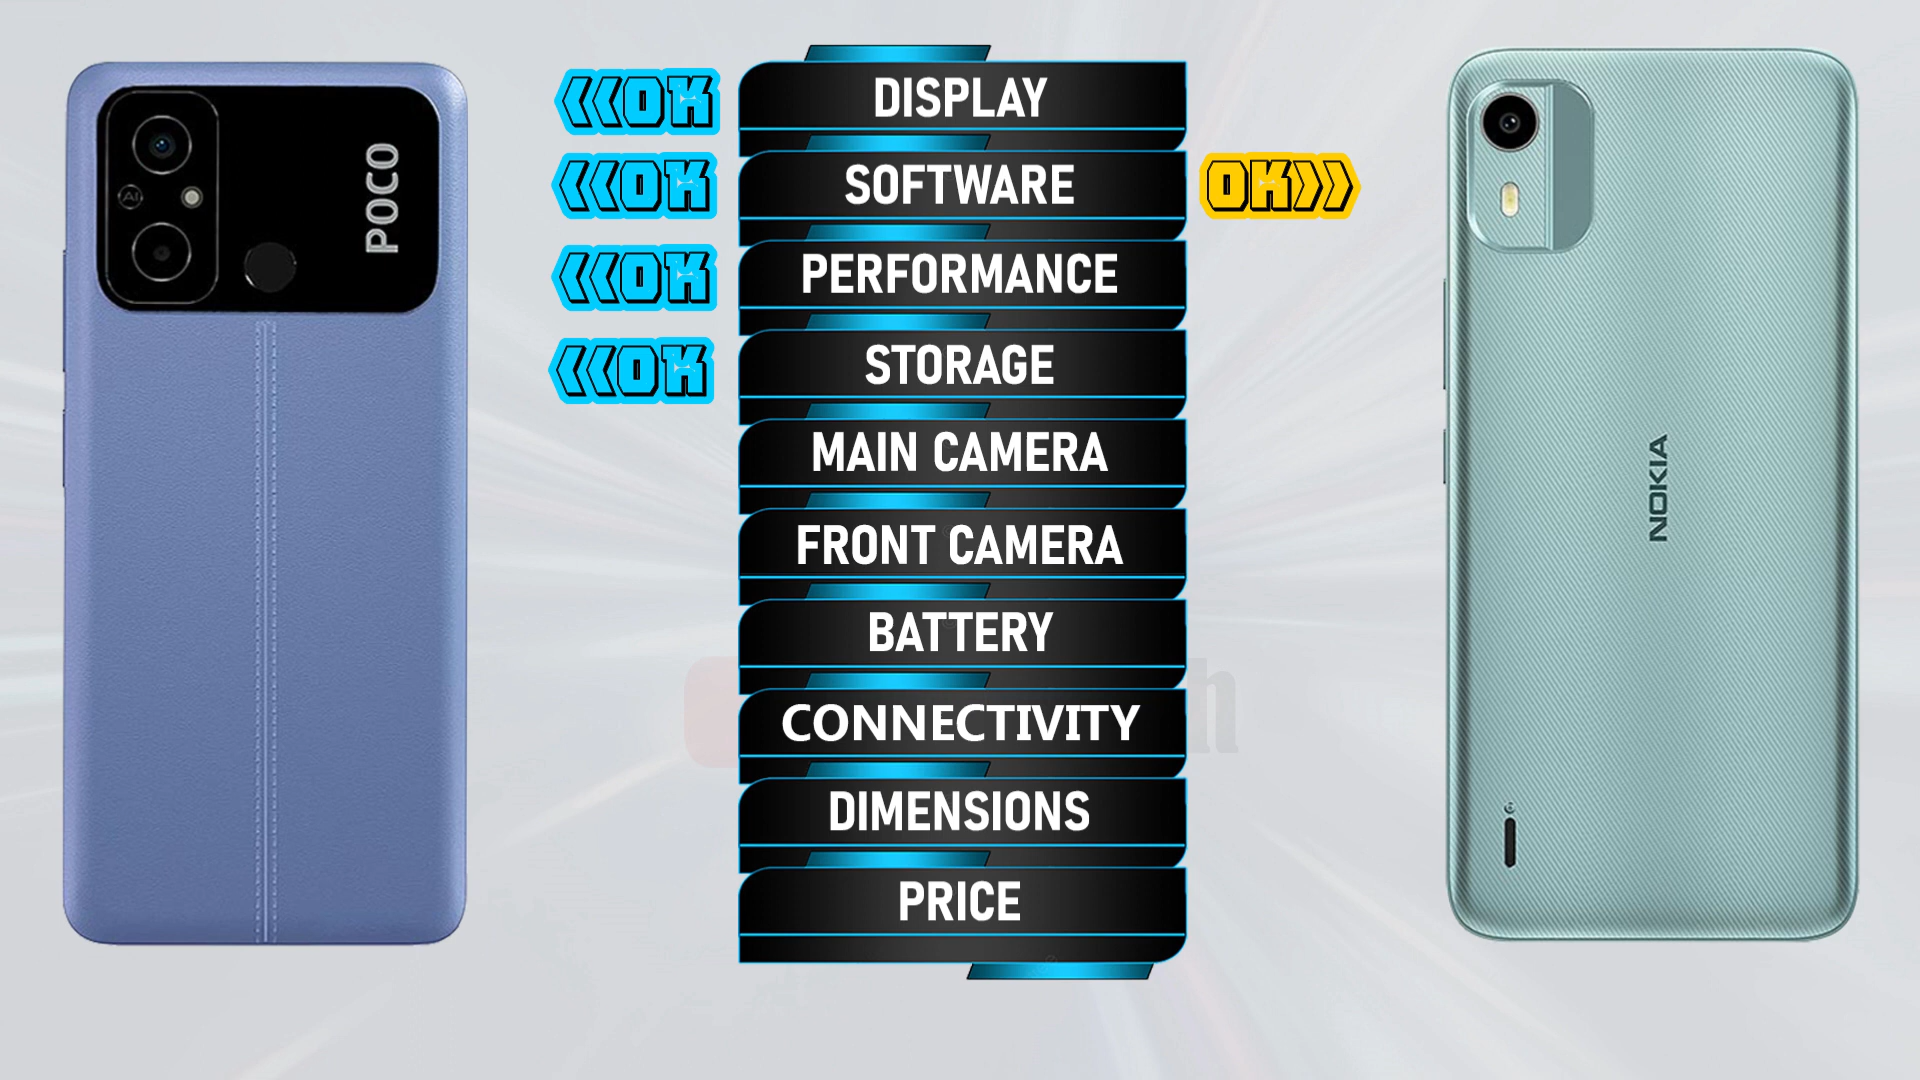 POCO
AI
<<OK DISPLAY
<<OK SOFTWARE OK>>
<<OK PERFORMANCE
<<OK STORAGE
MAIN CAMERA
FRONT CAMERA
BATTERY
CONNECTIVITY
DIMENSIONS
PRICE
NOKIA